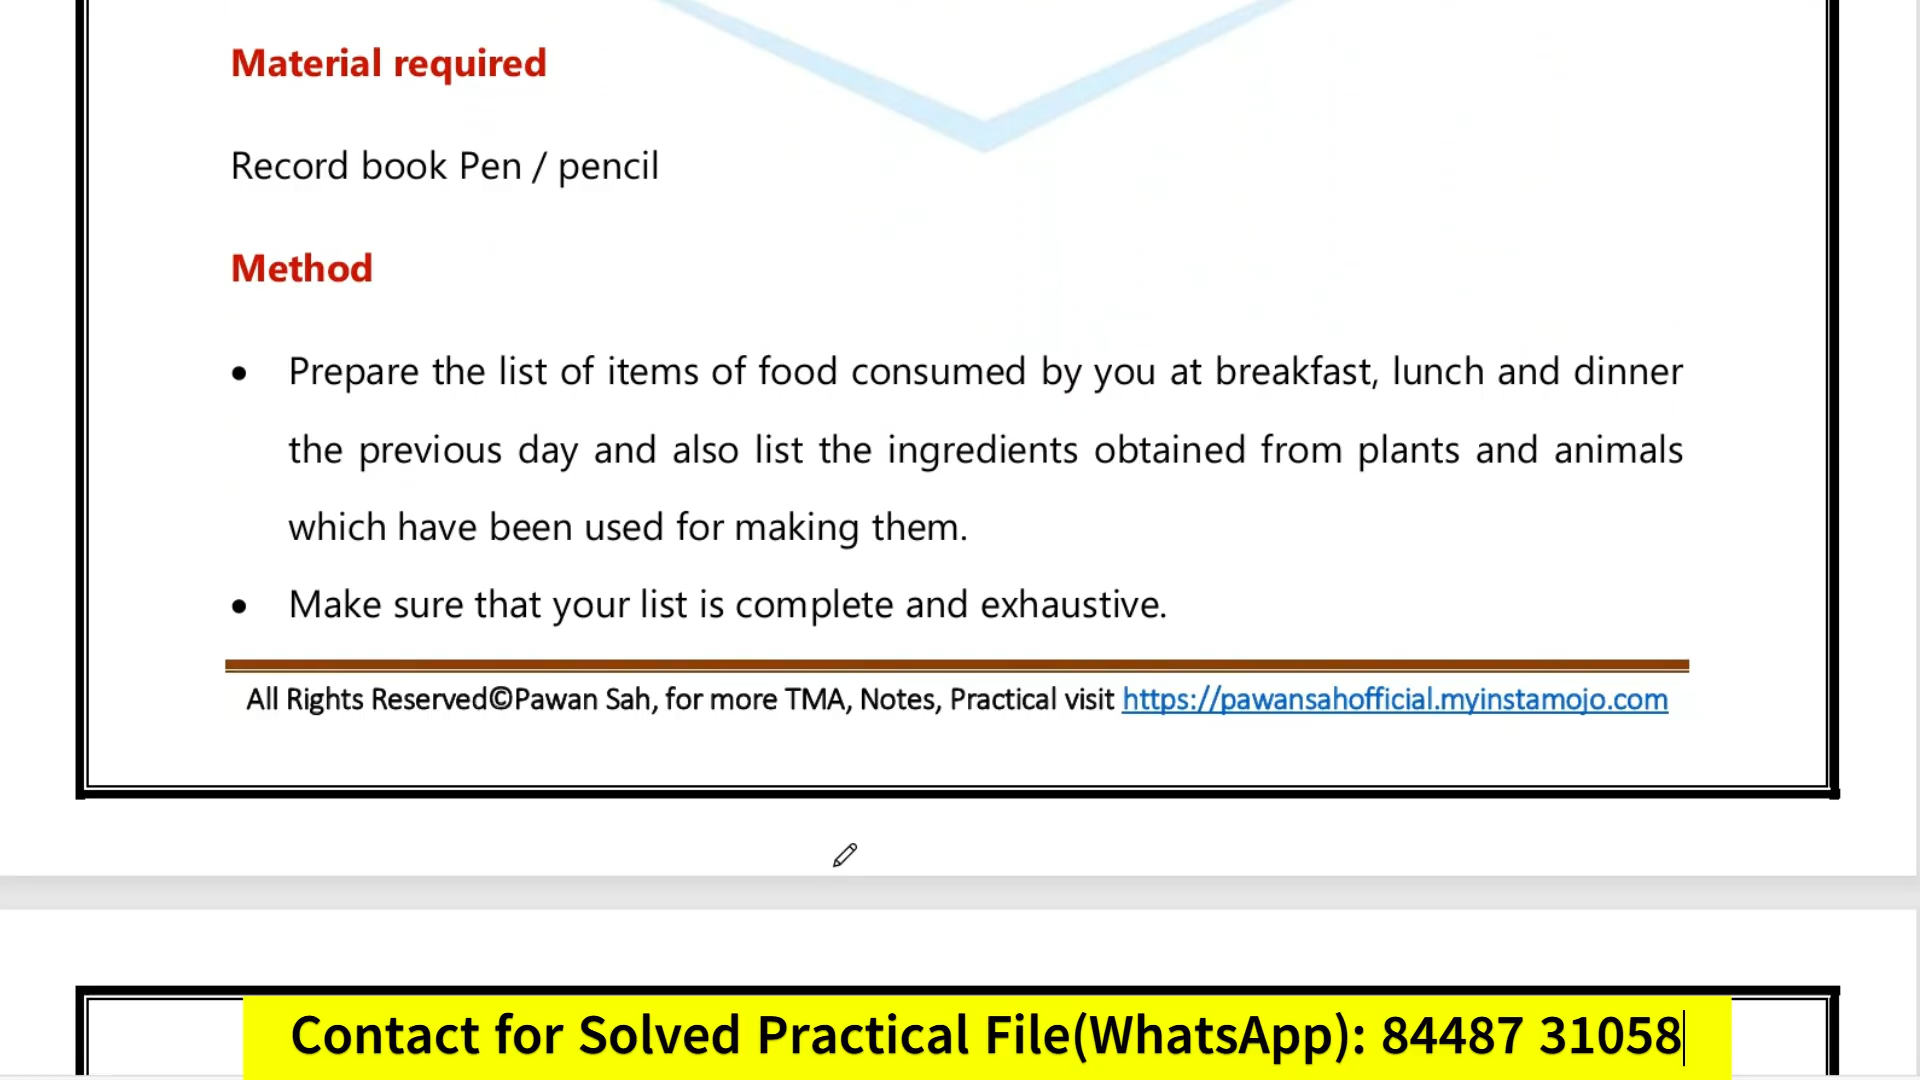 Material required
Record book Pen / pencil
Method
• Prepare the list of items of food consumed by you at breakfast, lunch and dinner
the previous day and also list the ingredients obtained from plants and animals
which have been used for making them.
• Make sure that your list is complete and exhaustive.
All Rights Reserved©Pawan Sah, for more TMA, Notes, Practical visit https://pawansahofficial.myinstamojo.com
Contact for Solved Practical File(WhatsApp): 84487 31058